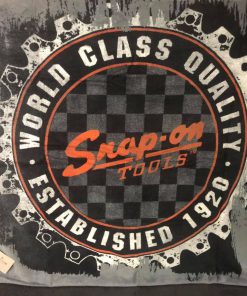 WORLD CLASS QUALITY
Snap-on
TOOLS
ESTABLISHED 1920